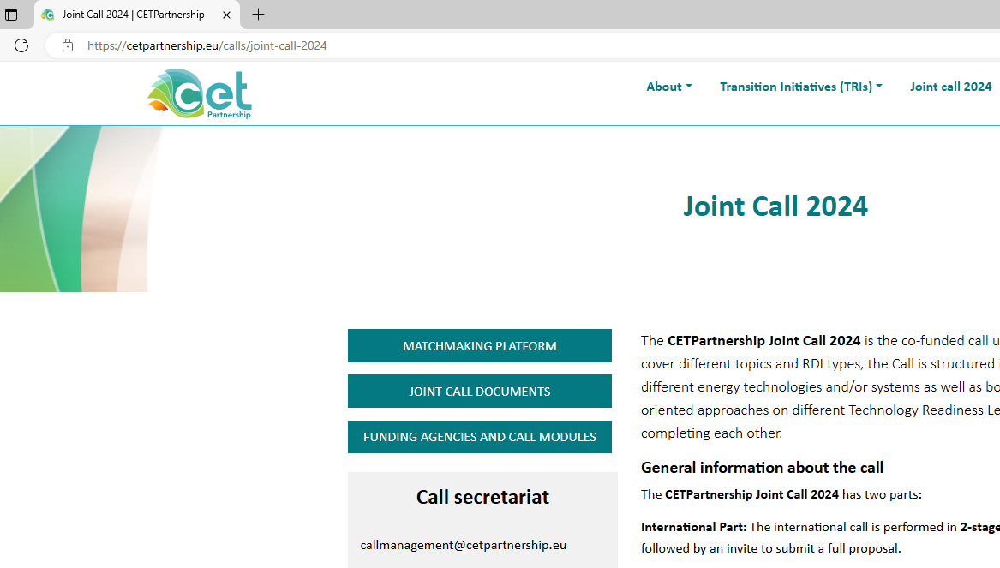 Joint Call 2024 | CETPartnership
https://cetpartnership.eu/calls/joint-call-2024
cet
Partnership
About
Transition Initiatives (TRIs)
Joint call 2024
Joint Call 2024
MATCHMAKING PLATFORM
JOINT CALL DOCUMENTS
FUNDING AGENCIES AND CALL MODULES
Call secretariat
callmanagement@cetpartnership.eu
The CETPartnership Joint Call 2024 is the co-funded call
cover different topics and RDI types, the Call is structured
different energy technologies and/or systems as well as
oriented approaches on different Technology Readiness
completing each other.
General information about the call
The CETPartnership Joint Call 2024 has two parts:
International Part: The international call is performed in 2-stage
followed by an invite to submit a full proposal.